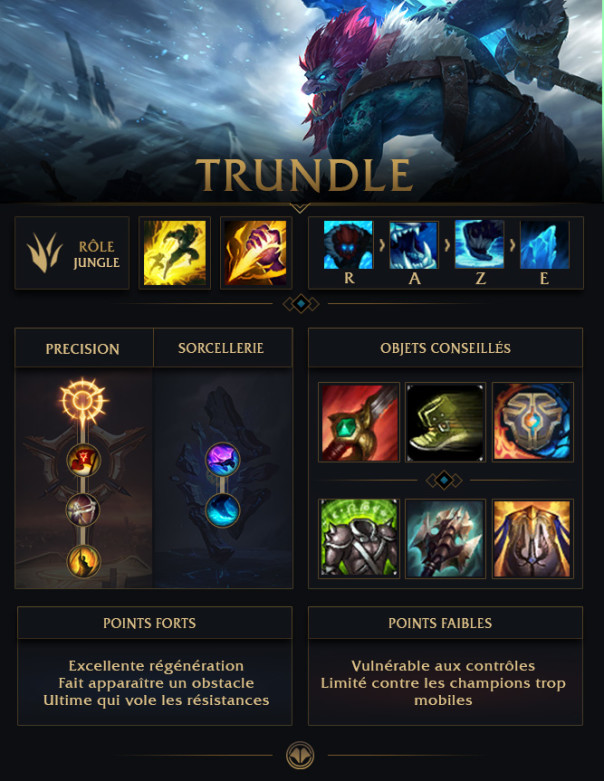 TRUNDLE
RÔLE
JUNGLE
R A Z E
PRECISION
SORCELLERIE
OBJETS CONSEILLÉS
POINTS FORTS
Excellente régénération
Fait apparaître un obstacle
Ultime qui vole les résistances
POINTS FAIBLES
Vulnérable aux contrôles
Limité contre les champions trop
mobiles